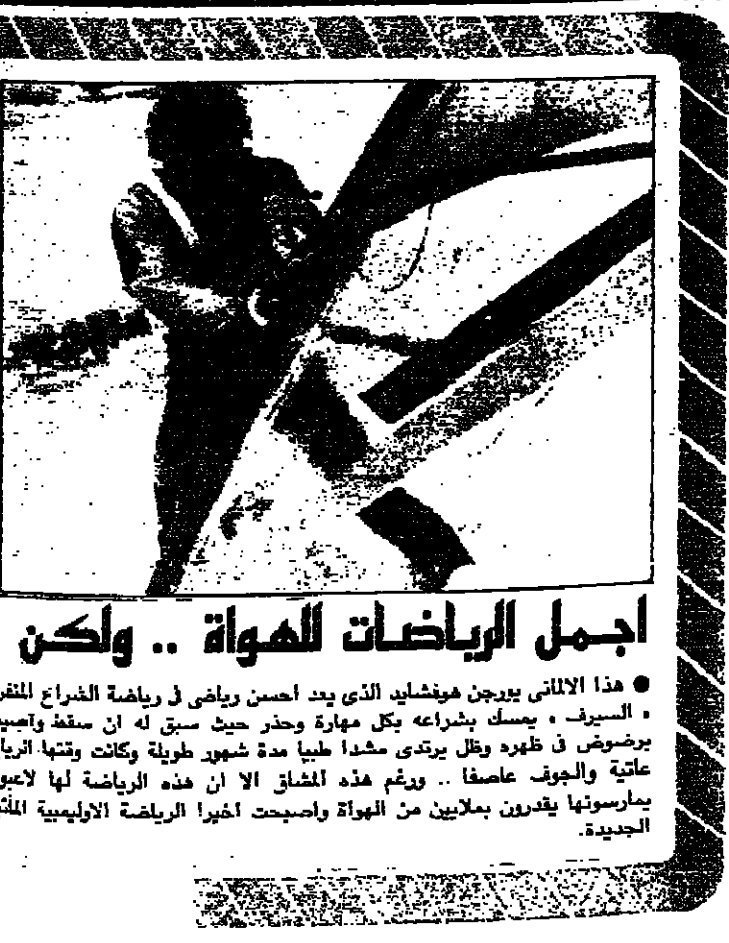 اجمل الرياضات للهواة .. ولكن
● هذا الالمانى يورجن هونشايد الذي يعد احسن رياضى فى رياضة الشراع
« السيرف » يمسك بشراعه بكل مهارة وحذر حيث سبق له ان سقط
برضوض فى ظهره وظل يرتدى مشدا طبيا مدة شهور طويلة وكانت وقتها
عاتية والجوف عاصفا .. ورغم هذه المشاق الا ان هذه الرياضة لها
يمارسونها يقدرون بملايين من الهواة واصبحت اخيرا الرياضة الاوليمبية
الجديدة.